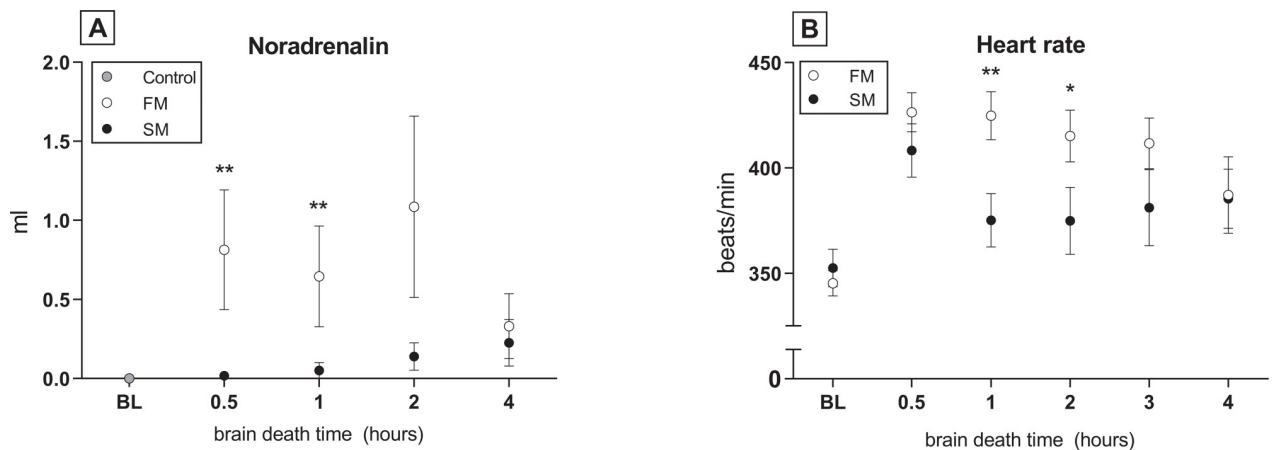 A
Noradrenalin
2.0
1.5
1.0
0.5
0.0
ml
Control
FM
SM
**
**
BL 0.5 1 2 4
brain death time (hours)
B
Heart rate
450
400
350
0
beats/min
FM
SM
**
*
BL 0.5 1 2 3 4
brain death time (hours)